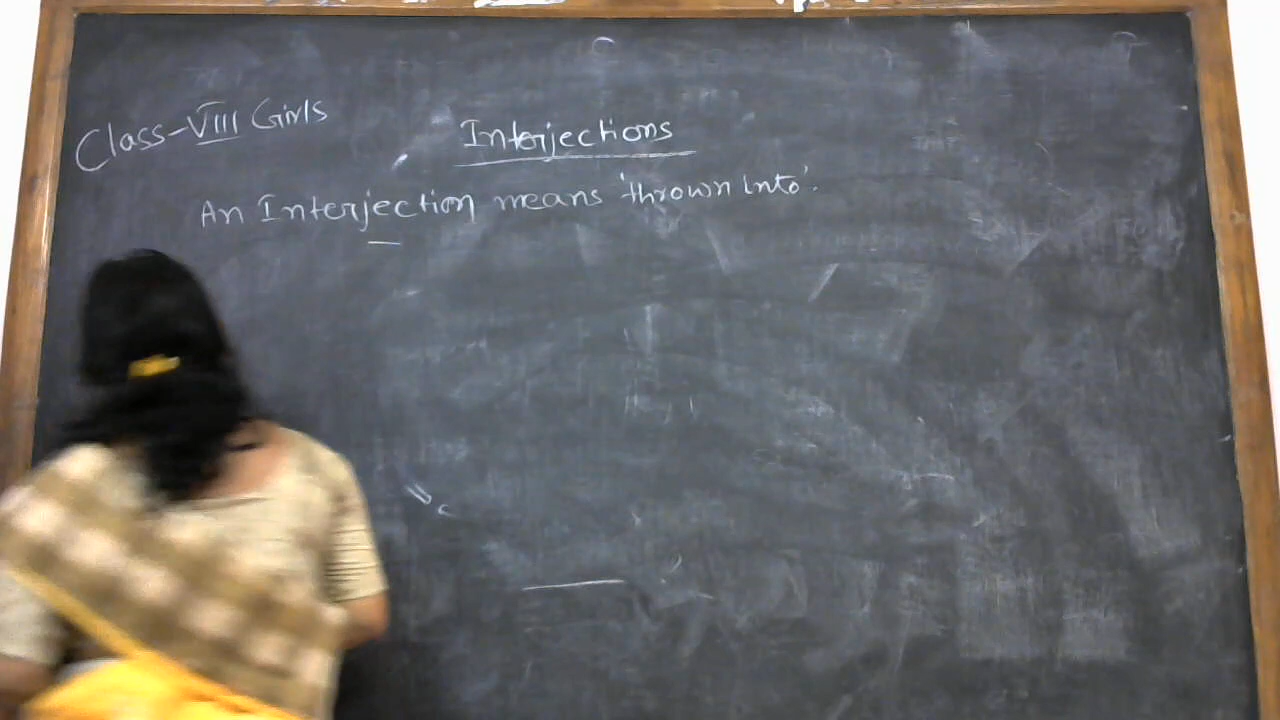 Class-VIII Girls
Interjections
An Interjection means 'thrown into'.